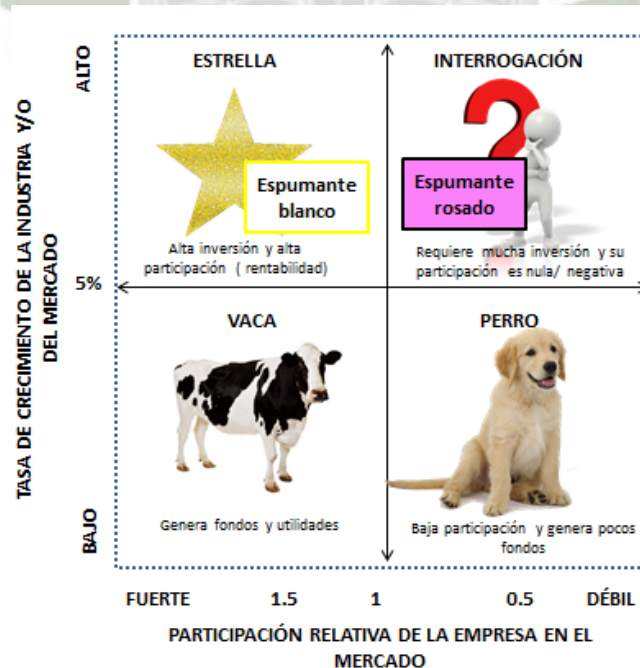 TASA DE CRECIMIENTO DE LA INDUSTRIA Y/O
DEL MERCADO
ALTO
5%
BAJO
ESTRELLA
Espumante
blanco
Alta inversión y alta
participación ( rentabilidad)
INTERROGACIÓN
?
Espumante
rosado
Requiere mucha inversión y su
participación es nula/ negativa
VACA
Genera fondos y utilidades
PERRO
Baja participación y genera pocos
fondos
FUERTE 1.5 1 0.5 DÉBIL
PARTICIPACIÓN RELATIVA DE LA EMPRESA EN EL
MERCADO